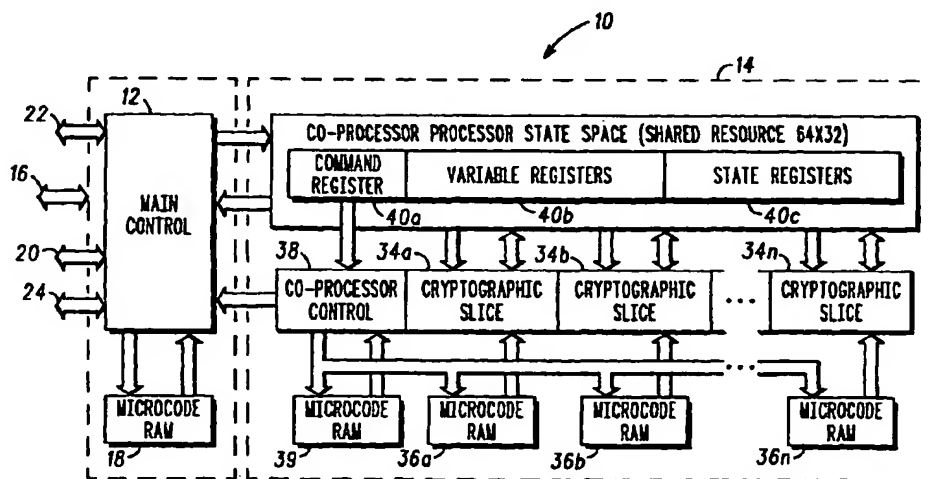 10
14
22
12
CO-PROCESSOR PROCESSOR STATE SPACE (SHARED RESOURCE 64X32)
16
MAIN
CONTROL
COMMAND
REGISTER
VARIABLE REGISTERS
STATE REGISTERS
40a
40b
40c
20
38
34a
34b
34n
24
CO-PROCESSOR
CONTROL
CRYPTOGRAPHIC
SLICE
CRYPTOGRAPHIC
SLICE
...
CRYPTOGRAPHIC
SLICE
...
MICROCODE
RAM
MICROCODE
RAM
MICROCODE
RAM
MICROCODE
RAM
MICROCODE
RAM
18
39
36a
36b
36n